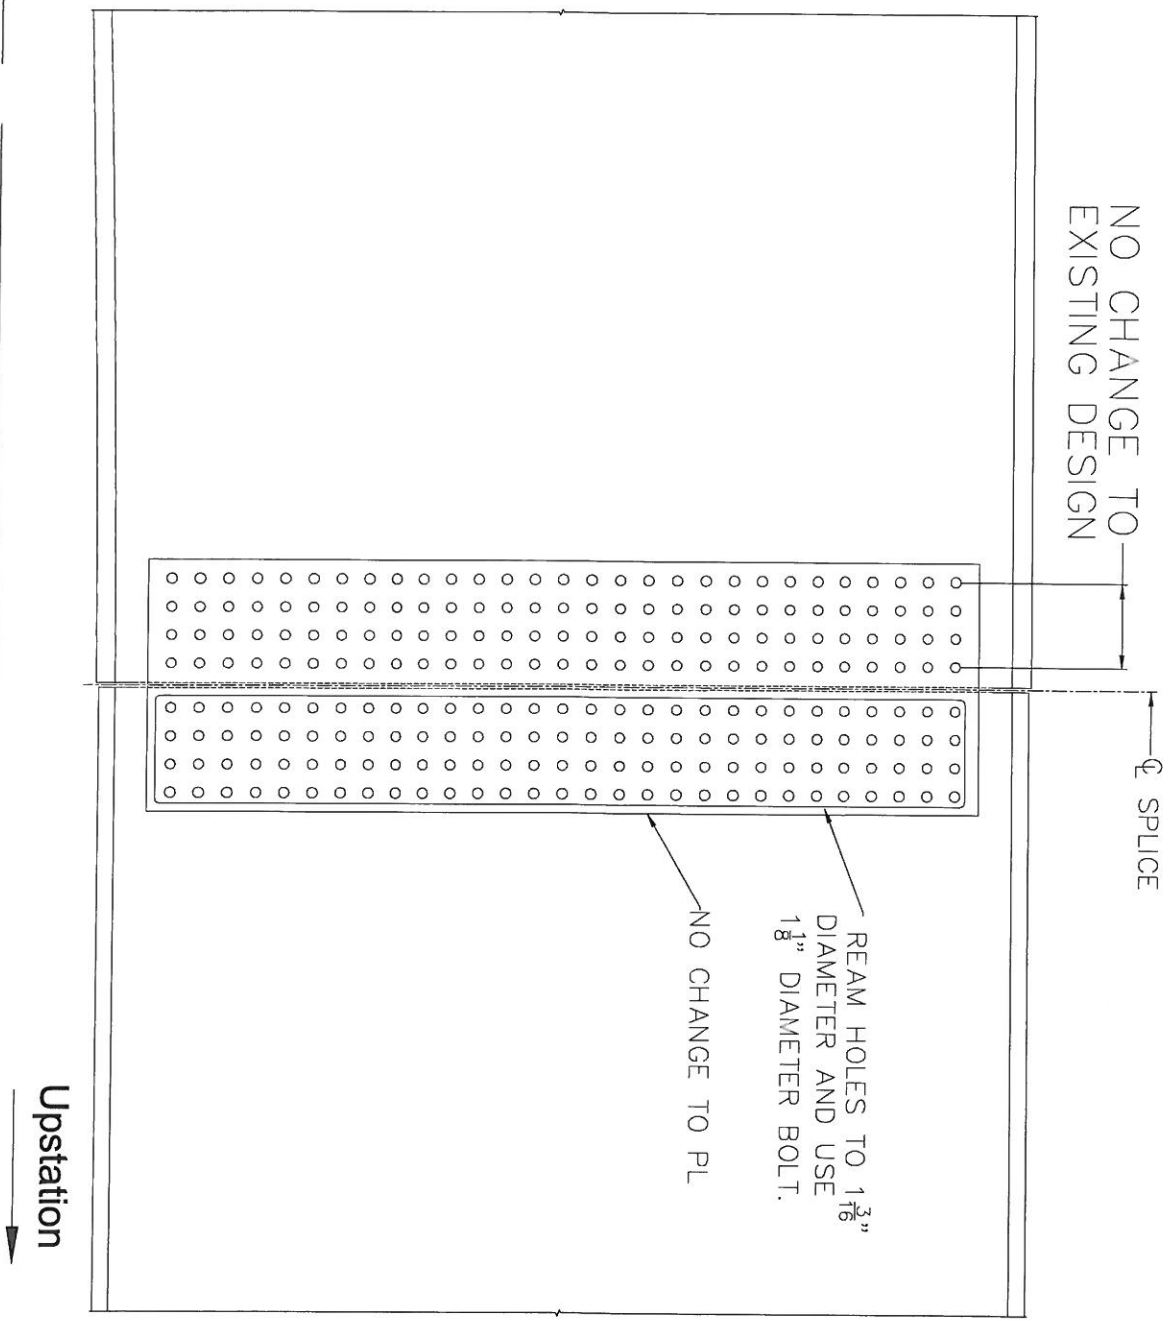 NO CHANGE TO
EXISTING DESIGN
℄ SPLICE
REAM HOLES TO 1 3/16"
DIAMETER AND USE
1 1/8" DIAMETER BOLT.
NO CHANGE TO PL
Upstation